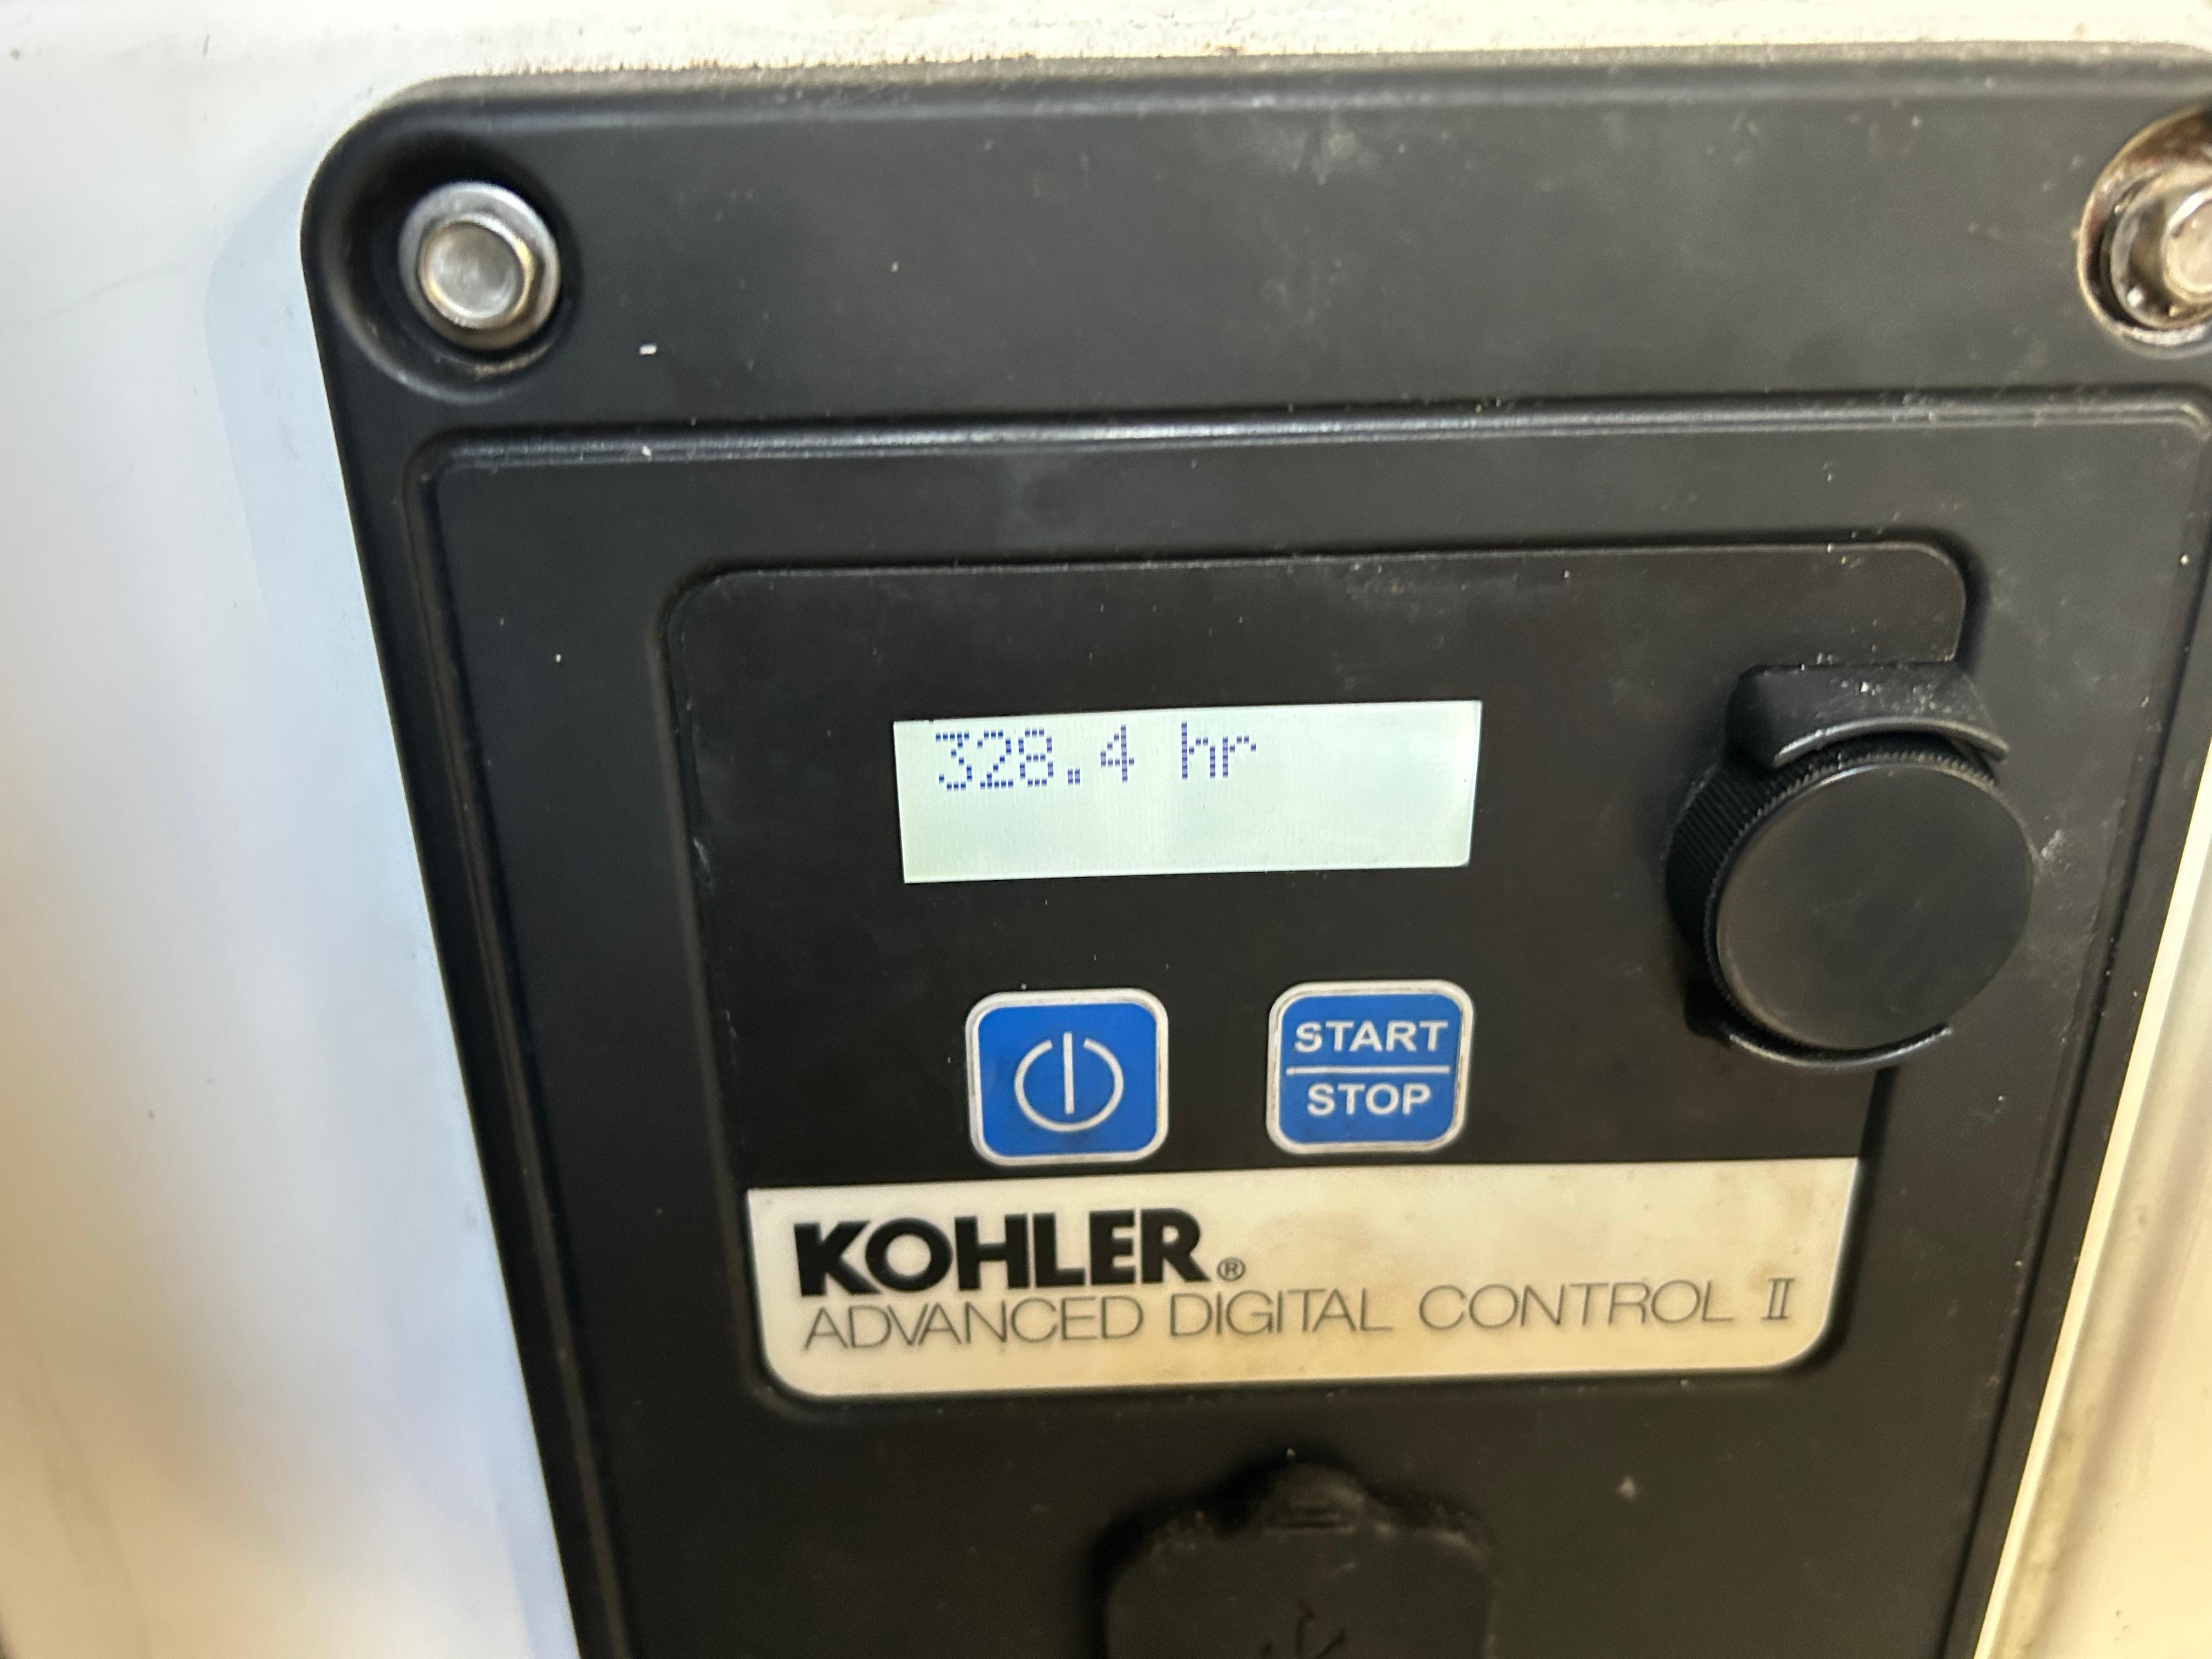 328.4 hr
START
STOP
KOHLER®
ADVANCED DIGITAL CONTROL II